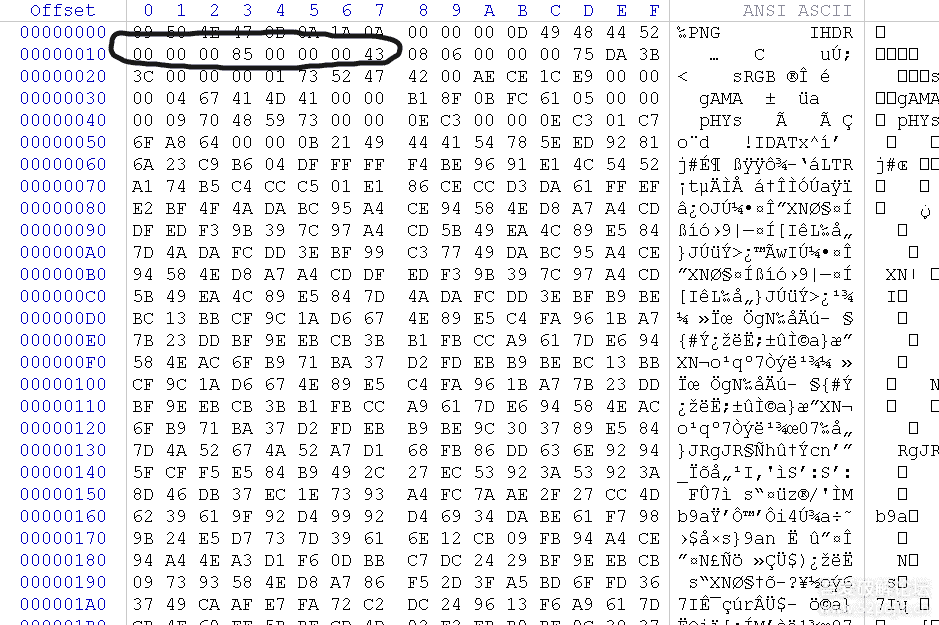 Offset 0 1 2 3 4 5 6 7 8 9 A B C D E F ANSI ASCII
00000000 89 50 4E 47 0D 0A 1A 0A 00 00 00 0D 49 48 44 52 ‰PNG IHDR
00000010 00 00 00 85 00 00 00 43 08 06 00 00 00 75 DA 3B … C uÚ;
00000020 3C 00 00 00 01 73 52 47 42 00 AE CE 1C E9 00 00 < sRGB ®Î é
00000030 00 04 67 41 4D 41 00 00 B1 8F 0B FC 61 05 00 00 gAMA ± üa gAMA
00000040 00 09 70 48 59 73 00 00 0E C3 00 00 0E C3 01 C7 pHYs Ã Ã Ç pHYs
00000050 6F A8 64 00 00 0B 21 49 44 41 54 78 5E ED 92 81 o¨d !IDATx^í’
00000060 6A 23 C9 B6 04 DF FF FF F4 BE 96 91 E1 4C 54 52 j#É¶ ßÿÿô¾–‘áLTR
00000070 A1 74 B5 C4 CC C5 01 E1 86 CE CC D3 DA 61 FF EF ¡tµÄÌÅ á†ÎÌÓÚaÿï
00000080 E2 BF 4F 4A DA BC 95 A4 CE 94 58 4E D8 A7 A4 CD â¿OJÚ¼•¤Î”XNØ§¤Í
00000090 DF ED F3 9B 39 7C 97 A4 CD 5B 49 EA 4C 89 E5 84 ßíó›9|—¤Í[IêL‰å„
000000A0 7D 4A DA FC DD 3E BF 99 C3 77 49 DA BC 95 A4 CE }JÚüÝ>¿™ÃwIÚ¼•¤Î
000000B0 94 58 4E D8 A7 A4 CD DF ED F3 9B 39 7C 97 A4 CD ”XNØ§¤Íßíó›9|—¤Í
000000C0 5B 49 EA 4C 89 E5 84 7D 4A DA FC DD 3E BF B9 BE [IêL‰å„}JÚüÝ>¿¹¾
000000D0 BC 13 BB CF 9C 1A D6 67 4E 89 E5 C4 FA 96 1B A7 ¼ »Ïœ ÖgN‰åÄú– §
000000E0 7B 23 DD BF 9E EB CB 3B B1 FB CC A9 61 7D E6 94 {#Ý¿žëË;±ûÌ©a}æ”
000000F0 58 4E AC 6F B9 71 BA 37 D2 FD EB B9 BE BC 13 BB XN¬o¹qº7Òýë¹¾¼ »
00000100 CF 9C 1A D6 67 4E 89 E5 C4 FA 96 1B A7 7B 23 DD Ïœ ÖgN‰åÄú– §{#Ý
00000110 BF 9E EB CB 3B B1 FB CC A9 61 7D E6 94 58 4E AC ¿žëË;±ûÌ©a}æ”XN¬
00000120 6F B9 71 BA 37 D2 FD EB B9 BE 9C 30 37 89 E5 84 o¹qº7Òýë¹¾œ07‰å„
00000130 7D 4A 52 67 4A 52 A7 D1 68 FB 86 DD 63 6E 92 94 }JRgJR§Ñhû†Ýcn’”
00000140 5F CF F5 E5 84 B9 49 2C 27 EC 53 92 3A 53 92 3A _Ïõå„¹I,'ìS’:S’:
00000150 8D 46 DB 37 EC 1E 73 93 A4 FC 7A AE 2F 27 CC 4D FÛ7ì s“¤üz®/'ÌM
00000160 62 39 61 9F 92 D4 99 92 D4 69 34 DA BE 61 F7 98 b9aŸ’Ô™’Ôi4Ú¾a÷˜
00000170 9B 24 E5 D7 73 7D 39 61 6E 12 CB 09 FB 94 A4 CE ›$å×s}9an Ë û”¤Î
00000180 94 A4 4E A3 D1 F6 0D BB C7 DC 24 29 BF 9E EB CB ”¤N£Ñö »ÇÜ$)¿žëË
00000190 09 73 93 58 4E D8 A7 86 F5 2D 3F A5 BD 6F FD 36
000001A0 37 49 CA AF E7 FA 72 C2 DC 24 96 13 F6 A9 61 7D 7IÊ¯çúrÂÜ$– ö©a}